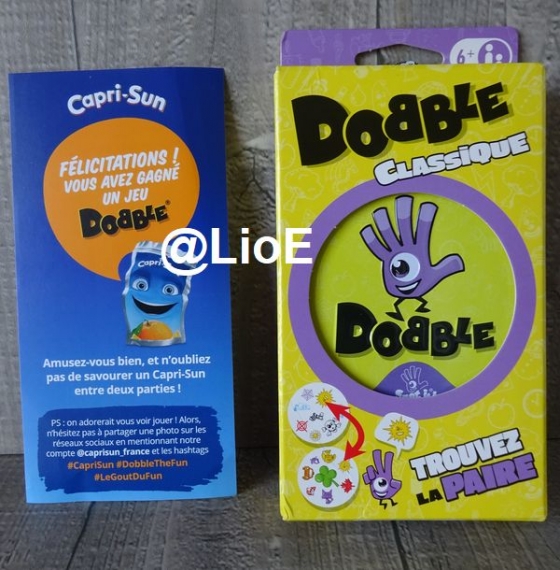 Capri-Sun
FÉLICITATIONS !
VOUS AVEZ GAGNÉ
UN JEU
DOBBLE®
Capri-
Amusez-vous bien, et n'oubliez
pas de savourer un Capri-Sun
entre deux parties !
PS : on adorerait vous voir jouer ! Alors,
n'hésitez pas à partager une photo sur les
réseaux sociaux en mentionnant notre
compte @caprisun_france et les hashtags
#CapriSun #DobbleTheFun
#LeGoutDuFun
@LioE
6+
DOBBLE
CLASSIQUE
DOBBLE
TROUVEZ
LA PAIRE